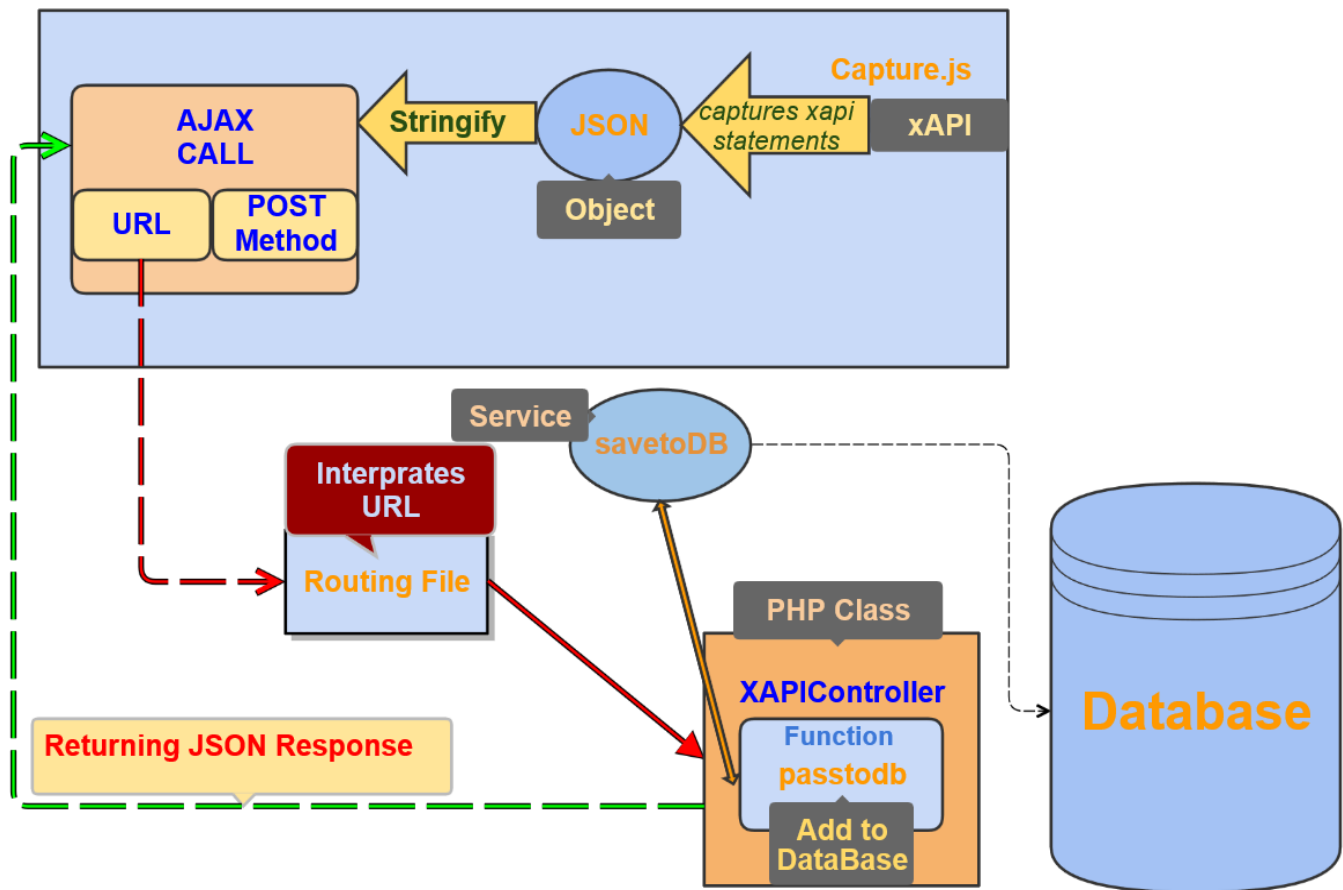 Capture.js
AJAX
CALL
Stringify
JSON
captures xapi
statements
xAPI
URL
POST
Method
Object
Service
savetoDB
Interprates
URL
Routing File
PHP Class
XAPIController
Function
passtodb
Add to
DataBase
Database
Returning JSON Response